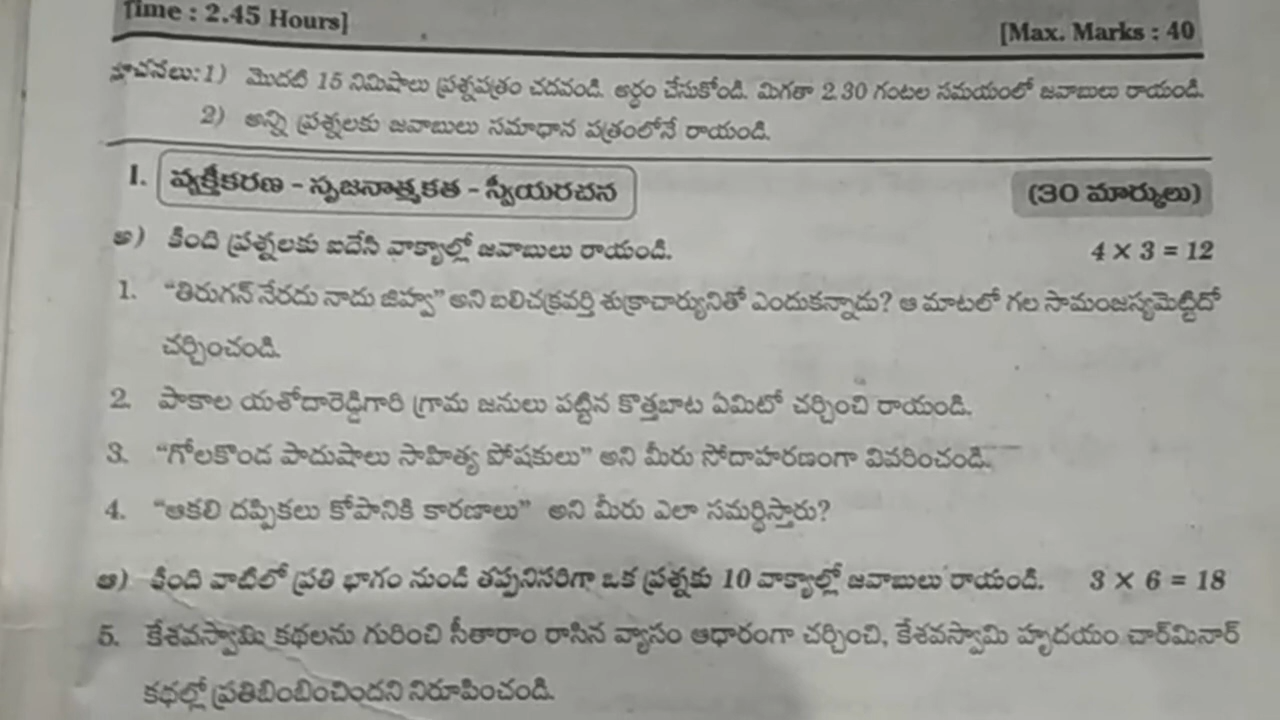 Time : 2.45 Hours] [Max. Marks : 40
సూచనలు: 1) మొదటి 15 నిమిషాలు ప్రశ్నపత్రం చదవండి. అర్థం చేసుకోండి. మిగతా 2.30 గంటల సమయంలో జవాబులు రాయండి.
2) అన్ని ప్రశ్నలకు జవాబులు సమాధాన పత్రంలోనే రాయండి.
I. వ్యక్తీకరణ - సృజనాత్మకత - స్వీయరచన (30 మార్కులు)
అ) కింది ప్రశ్నలకు ఐదేసి వాక్యాల్లో జవాబులు రాయండి. 4 × 3 = 12
1. “తిరుగన్ నేరదు నాదు జిహ్వ” అని బలిచక్రవర్తి శుక్రాచార్యునితో ఎందుకన్నాడు? ఆ మాటలో గల సామంజస్యమెట్టిదో
చర్చించండి.
2. పాకాల యశోదారెడ్డిగారి గ్రామ జనులు పట్టిన కొత్తబాట ఏమిటో చర్చించి రాయండి.
3. “గోలకొండ పాదుషాలు సాహిత్య పోషకులు” అని మీరు సోదాహరణంగా వివరించండి.
4. “ఆకలి దప్పికలు కోపానికి కారణాలు” అని మీరు ఎలా సమర్థిస్తారు?
ఆ) కింది వాటిలో ప్రతి భాగం నుండి తప్పనిసరిగా ఒక ప్రశ్నకు 10 వాక్యాల్లో జవాబులు రాయండి. 3 × 6 = 18
5. కేశవస్వామి కథలను గురించి సీతారాం రాసిన వ్యాసం ఆధారంగా చర్చించి, కేశవస్వామి హృదయం చార్‌మినార్
కథల్లో ప్రతిబింబించిందని నిరూపించండి.